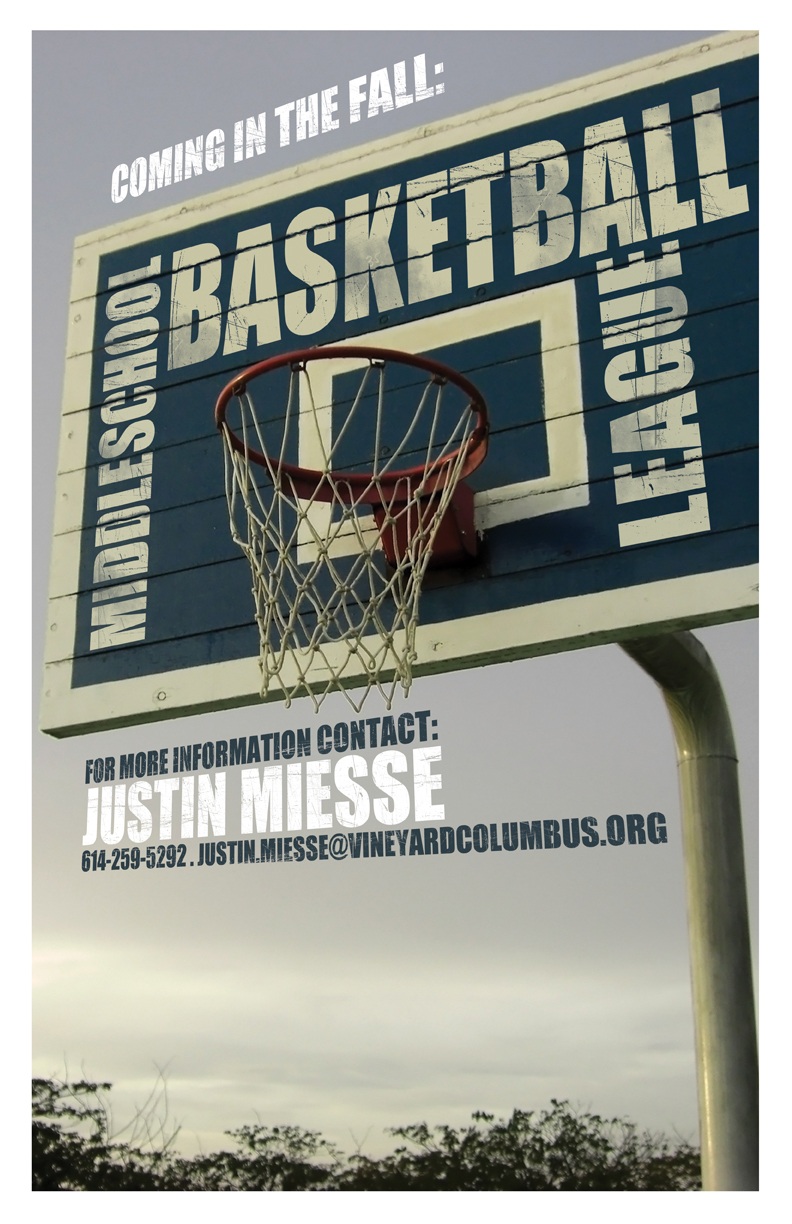 COMING IN THE FALL:
MIDDLESCHOOL
BASKETBALL
LEAGUE
FOR MORE INFORMATION CONTACT:
JUSTIN MIESSE
614-259-5292 . JUSTIN.MIESSE@VINEYARDCOLUMBUS.ORG